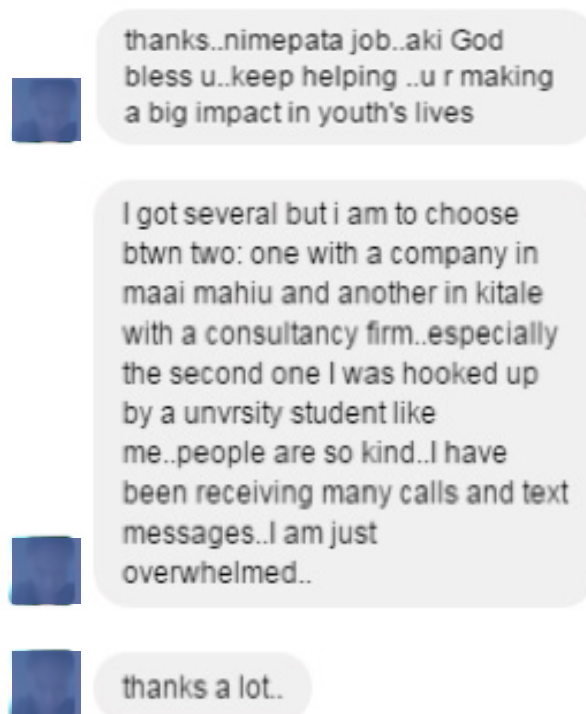 thanks..nimepata job..aki God
bless u..keep helping ..u r making
a big impact in youth's lives
I got several but i am to choose
btwn two: one with a company in
maai mahiu and another in kitale
with a consultancy firm..especially
the second one I was hooked up
by a unvrsity student like
me..people are so kind..I have
been receiving many calls and text
messages..I am just
overwhelmed..
thanks a lot..